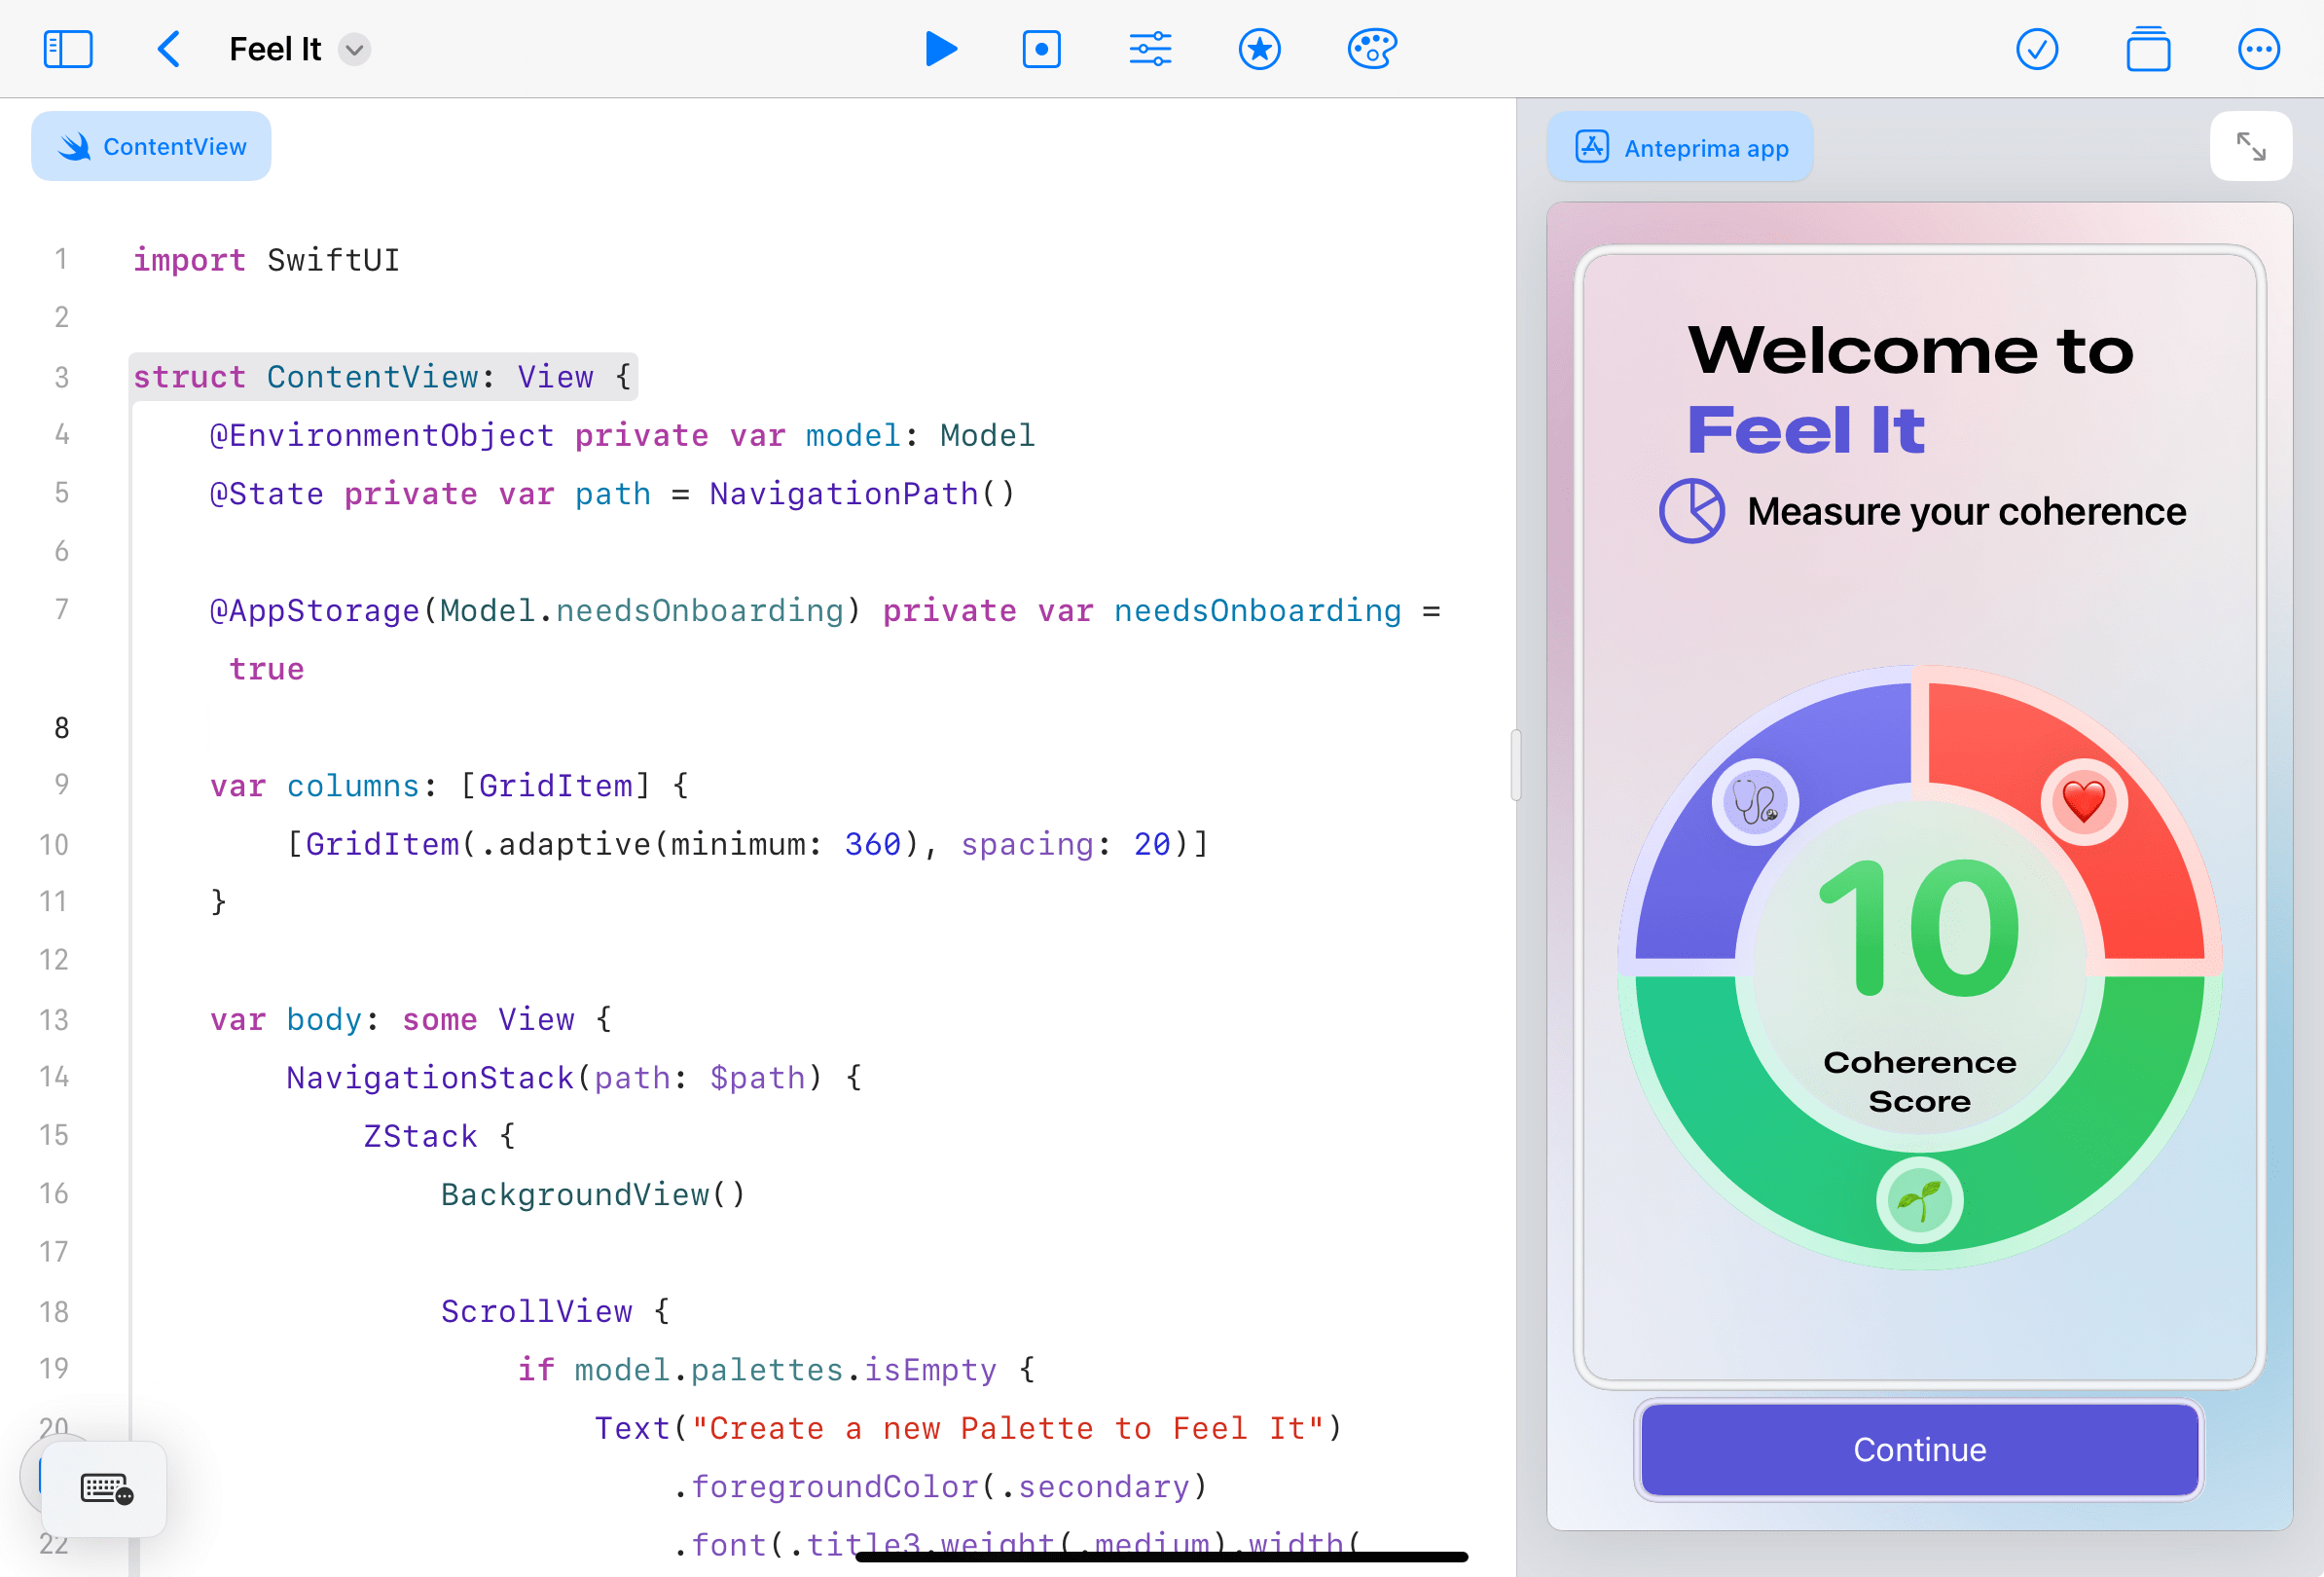 Feel It
ContentView
1 import SwiftUI
2
3 struct ContentView: View {
4 @EnvironmentObject private var model: Model
5 @State private var path = NavigationPath()
6
7 @AppStorage(Model.needsOnboarding) private var needsOnboarding =
true
8
9 var columns: [GridItem] {
10 [GridItem(.adaptive(minimum: 360), spacing: 20)]
11 }
12
13 var body: some View {
14 NavigationStack(path: $path) {
15 ZStack {
16 BackgroundView()
17
18 ScrollView {
19 if model.palettes.isEmpty {
20 Text("Create a new Palette to Feel It")
.foregroundColor(.secondary)
22 .font(.title3.weight(.medium).width(
Anteprima app
Welcome to
Feel It
Measure your coherence
10
Coherence
Score
Continue